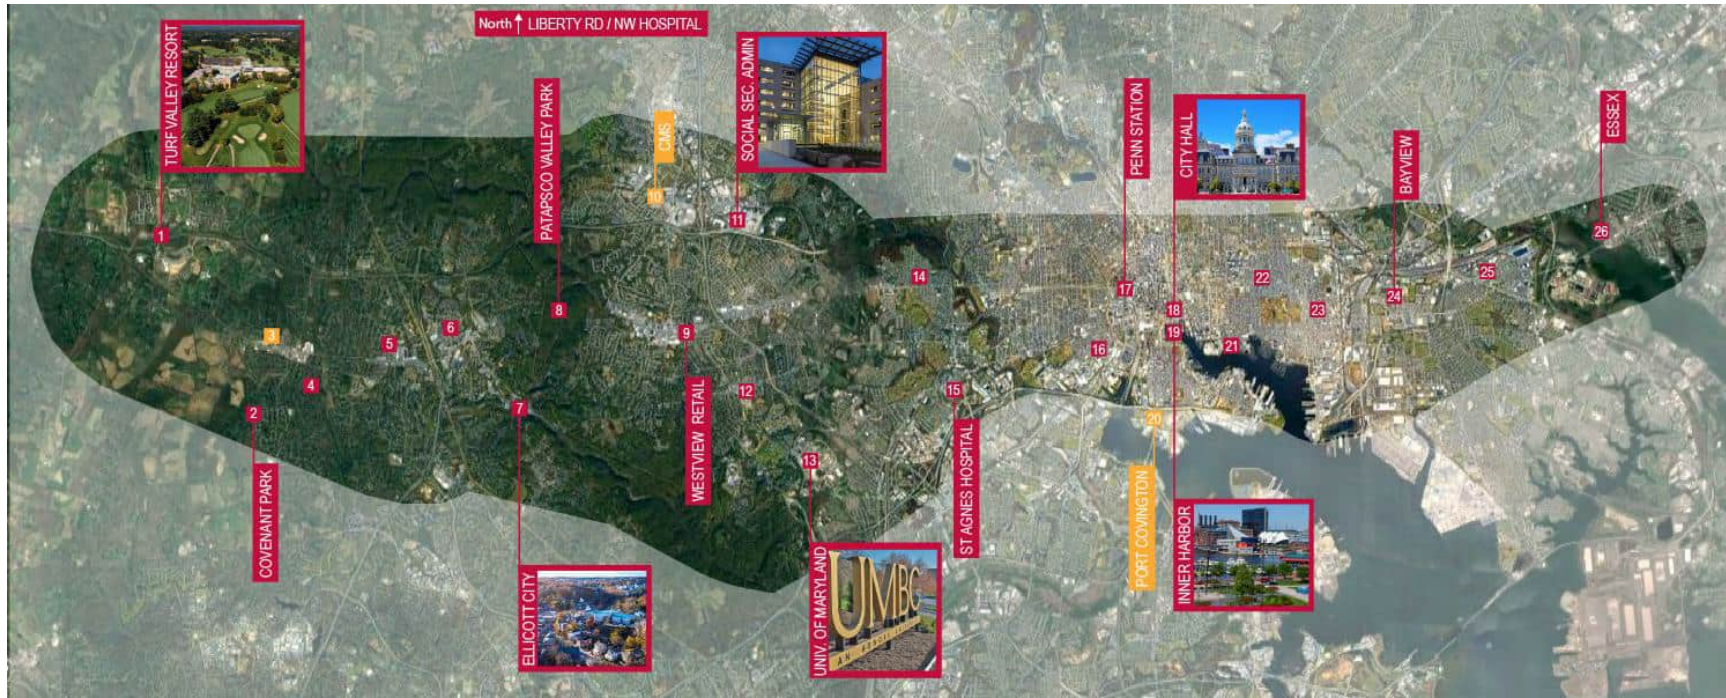 North ↑ LIBERTY RD / NW HOSPITAL
TURF VALLEY RESORT
PATAPSCO VALLEY PARK
CMS
SOCIAL SEC. ADMIN
PENN STATION
CITY HALL
BAYVIEW
ESSEX
1
2
3
4
5
6
7
8
9
10
11
12
13
14
15
16
17
18
19
20
21
22
23
24
25
26
COVENANT PARK
ELLICOTT CITY
WESTVIEW RETAIL
UNIV. OF MARYLAND
UMBC
ST AGNES HOSPITAL
PORT COVINGTON
INNER HARBOR